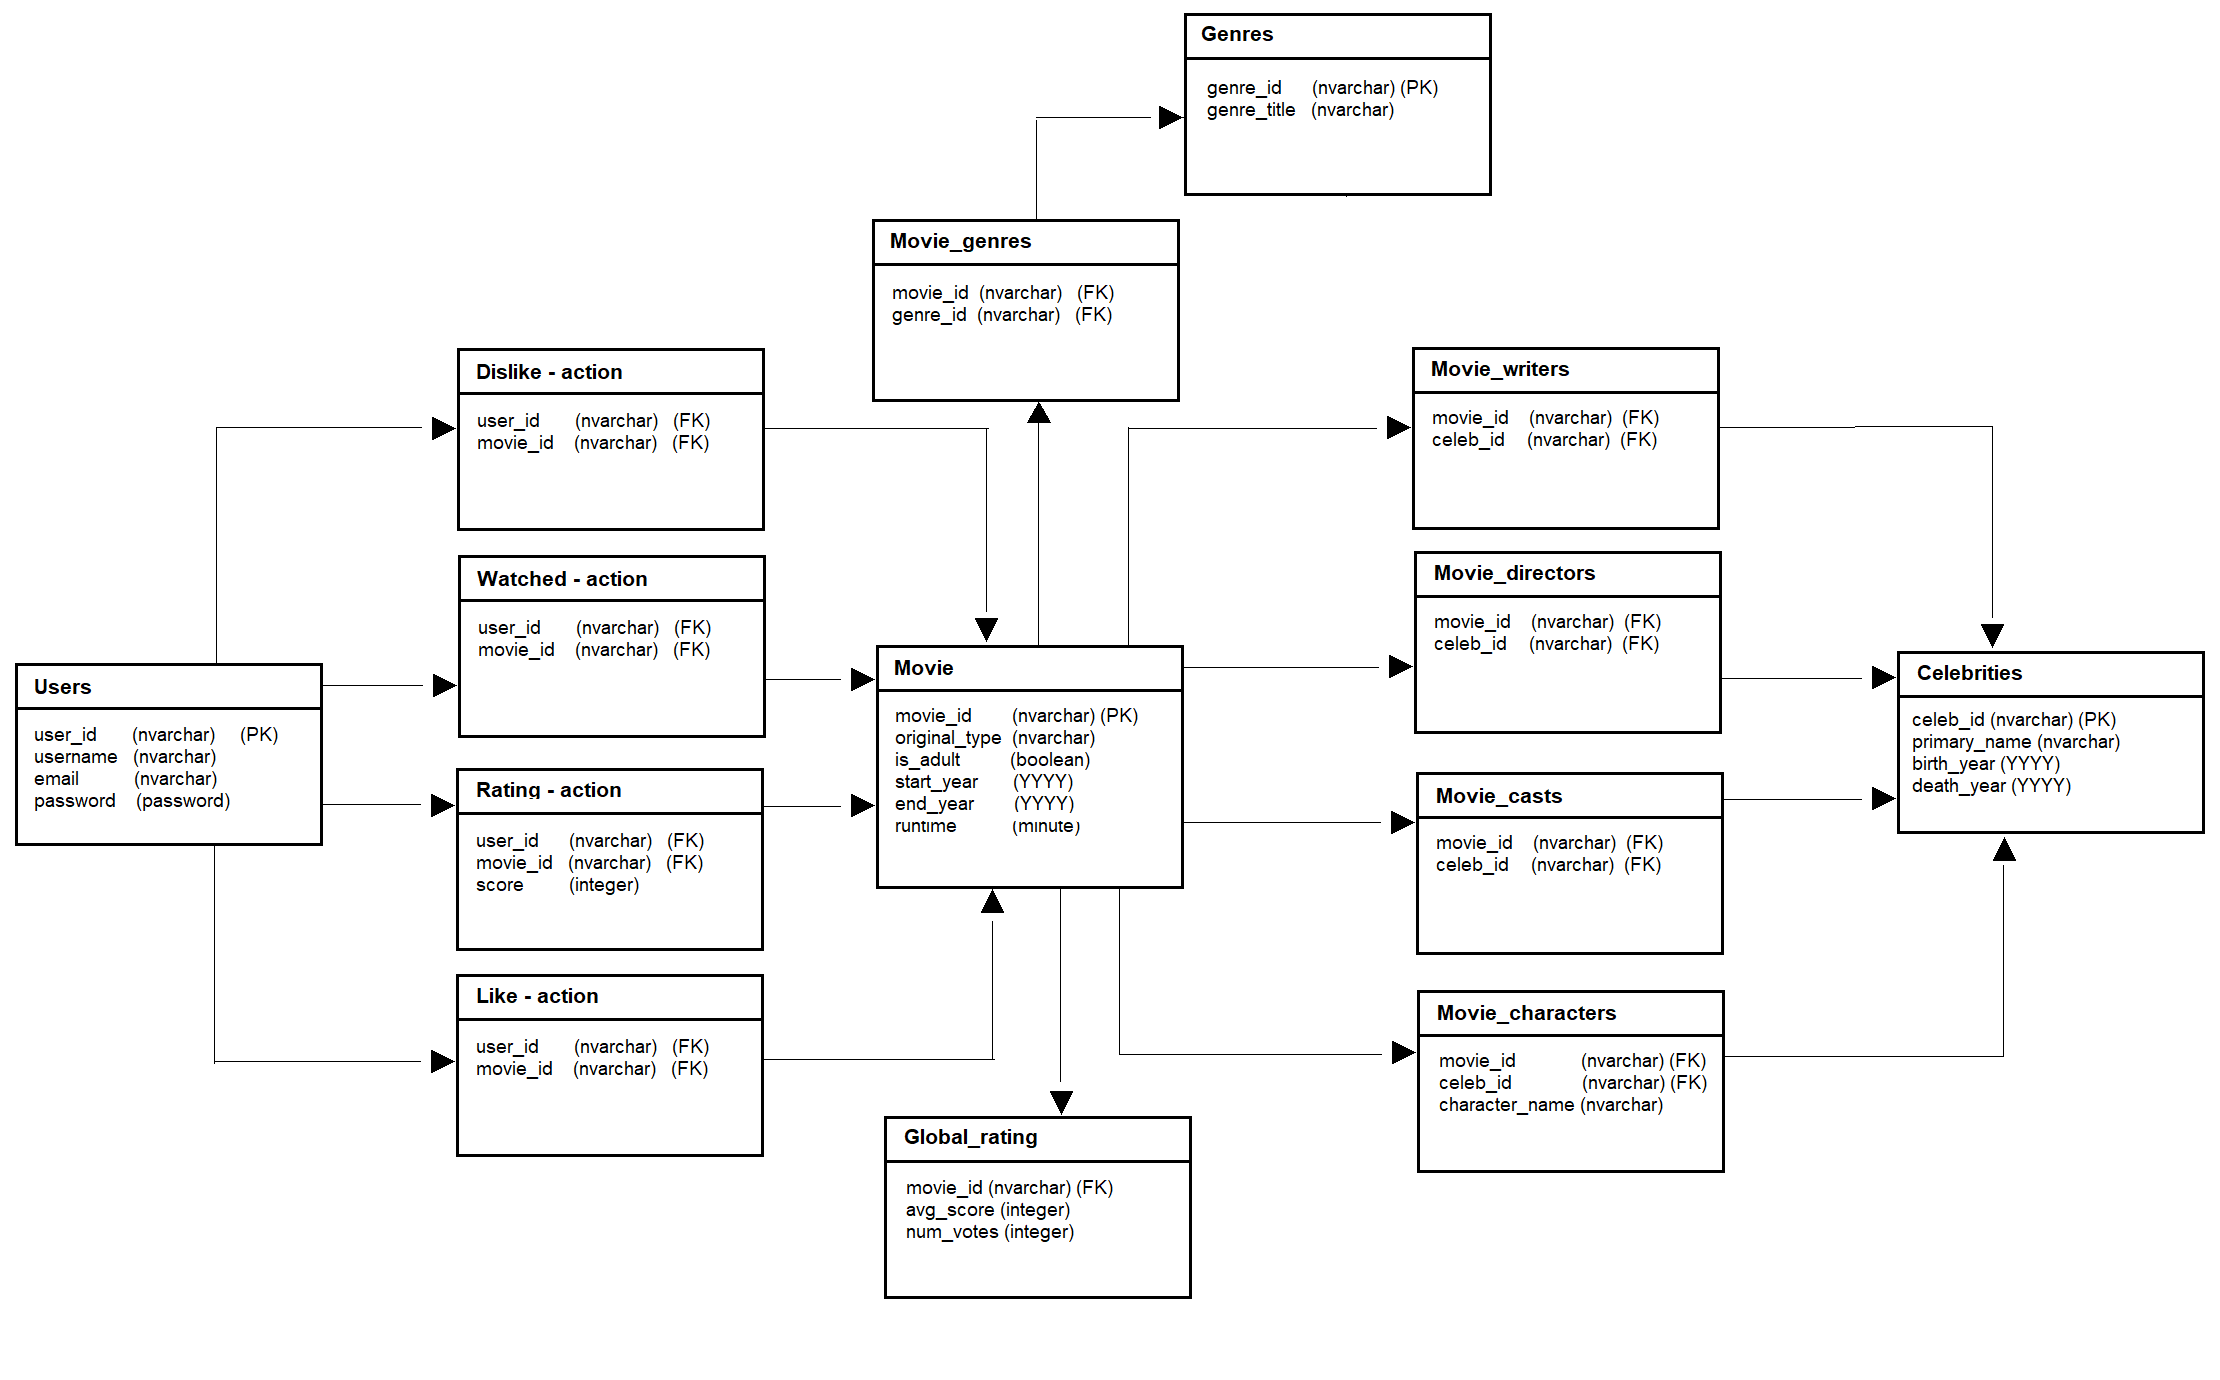 Genres
genre_id (nvarchar) (PK)
genre_title (nvarchar)
Movie_genres
movie_id (nvarchar) (FK)
genre_id (nvarchar) (FK)
Dislike - action
user_id (nvarchar) (FK)
movie_id (nvarchar) (FK)
Watched - action
user_id (nvarchar) (FK)
movie_id (nvarchar) (FK)
Users
user_id (nvarchar) (PK)
username (nvarchar)
email (nvarchar)
password (password)
Rating - action
user_id (nvarchar) (FK)
movie_id (nvarchar) (FK)
score (integer)
Like - action
user_id (nvarchar) (FK)
movie_id (nvarchar) (FK)
Movie
movie_id (nvarchar) (PK)
original_type (nvarchar)
is_adult (boolean)
start_year (YYYY)
end_year (YYYY)
runtime (minute)
Global_rating
movie_id (nvarchar) (FK)
avg_score (integer)
num_votes (integer)
Movie_writers
movie_id (nvarchar) (FK)
celeb_id (nvarchar) (FK)
Movie_directors
movie_id (nvarchar) (FK)
celeb_id (nvarchar) (FK)
Movie_casts
movie_id (nvarchar) (FK)
celeb_id (nvarchar) (FK)
Movie_characters
movie_id (nvarchar) (FK)
celeb_id (nvarchar) (FK)
character_name (nvarchar)
Celebrities
celeb_id (nvarchar) (PK)
primary_name (nvarchar)
birth_year (YYYY)
death_year (YYYY)